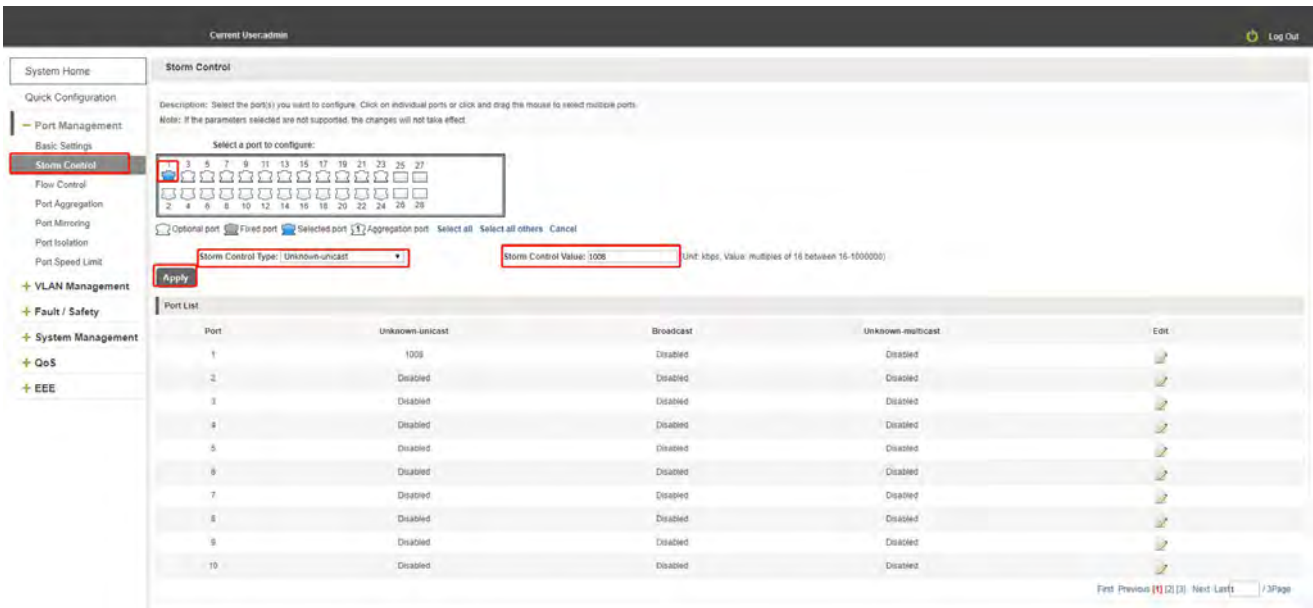 Current User:admin
Log Out
System Home
Quick Configuration
Port Management
Basic Settings
Storm Control
Flow Control
Port Aggregation
Port Mirroring
Port Isolation
Port Speed Limit
VLAN Management
Fault / Safety
System Management
QoS
EEE
Storm Control
Description: Select the port(s) you want to configure. Click on individual ports or click and drag the mouse to select multiple ports.
Note: If the parameters selected are not supported, the changes will not take effect.
Select a port to configure:
1 3 5 7 9 11 13 15 17 19 21 23 25 27
2 4 6 8 10 12 14 16 18 20 22 24 26 28
Optional port Fixed port Selected port 1 Aggregation port Select all Select all others Cancel
Storm Control Type: Unknown-unicast Storm Control Value: 1008 Unit: kbps, Value: multiples of 16 between 16-1000000)
Apply
Port List
Port Unknown-unicast Broadcast Unknown-multicast Edit
1 1008 Disabled Disabled
2 Disabled Disabled Disabled
3 Disabled Disabled Disabled
4 Disabled Disabled Disabled
5 Disabled Disabled Disabled
6 Disabled Disabled Disabled
7 Disabled Disabled Disabled
8 Disabled Disabled Disabled
9 Disabled Disabled Disabled
10 Disabled Disabled Disabled
First Previous [1] [2] [3] Next Last 1 / 3Page